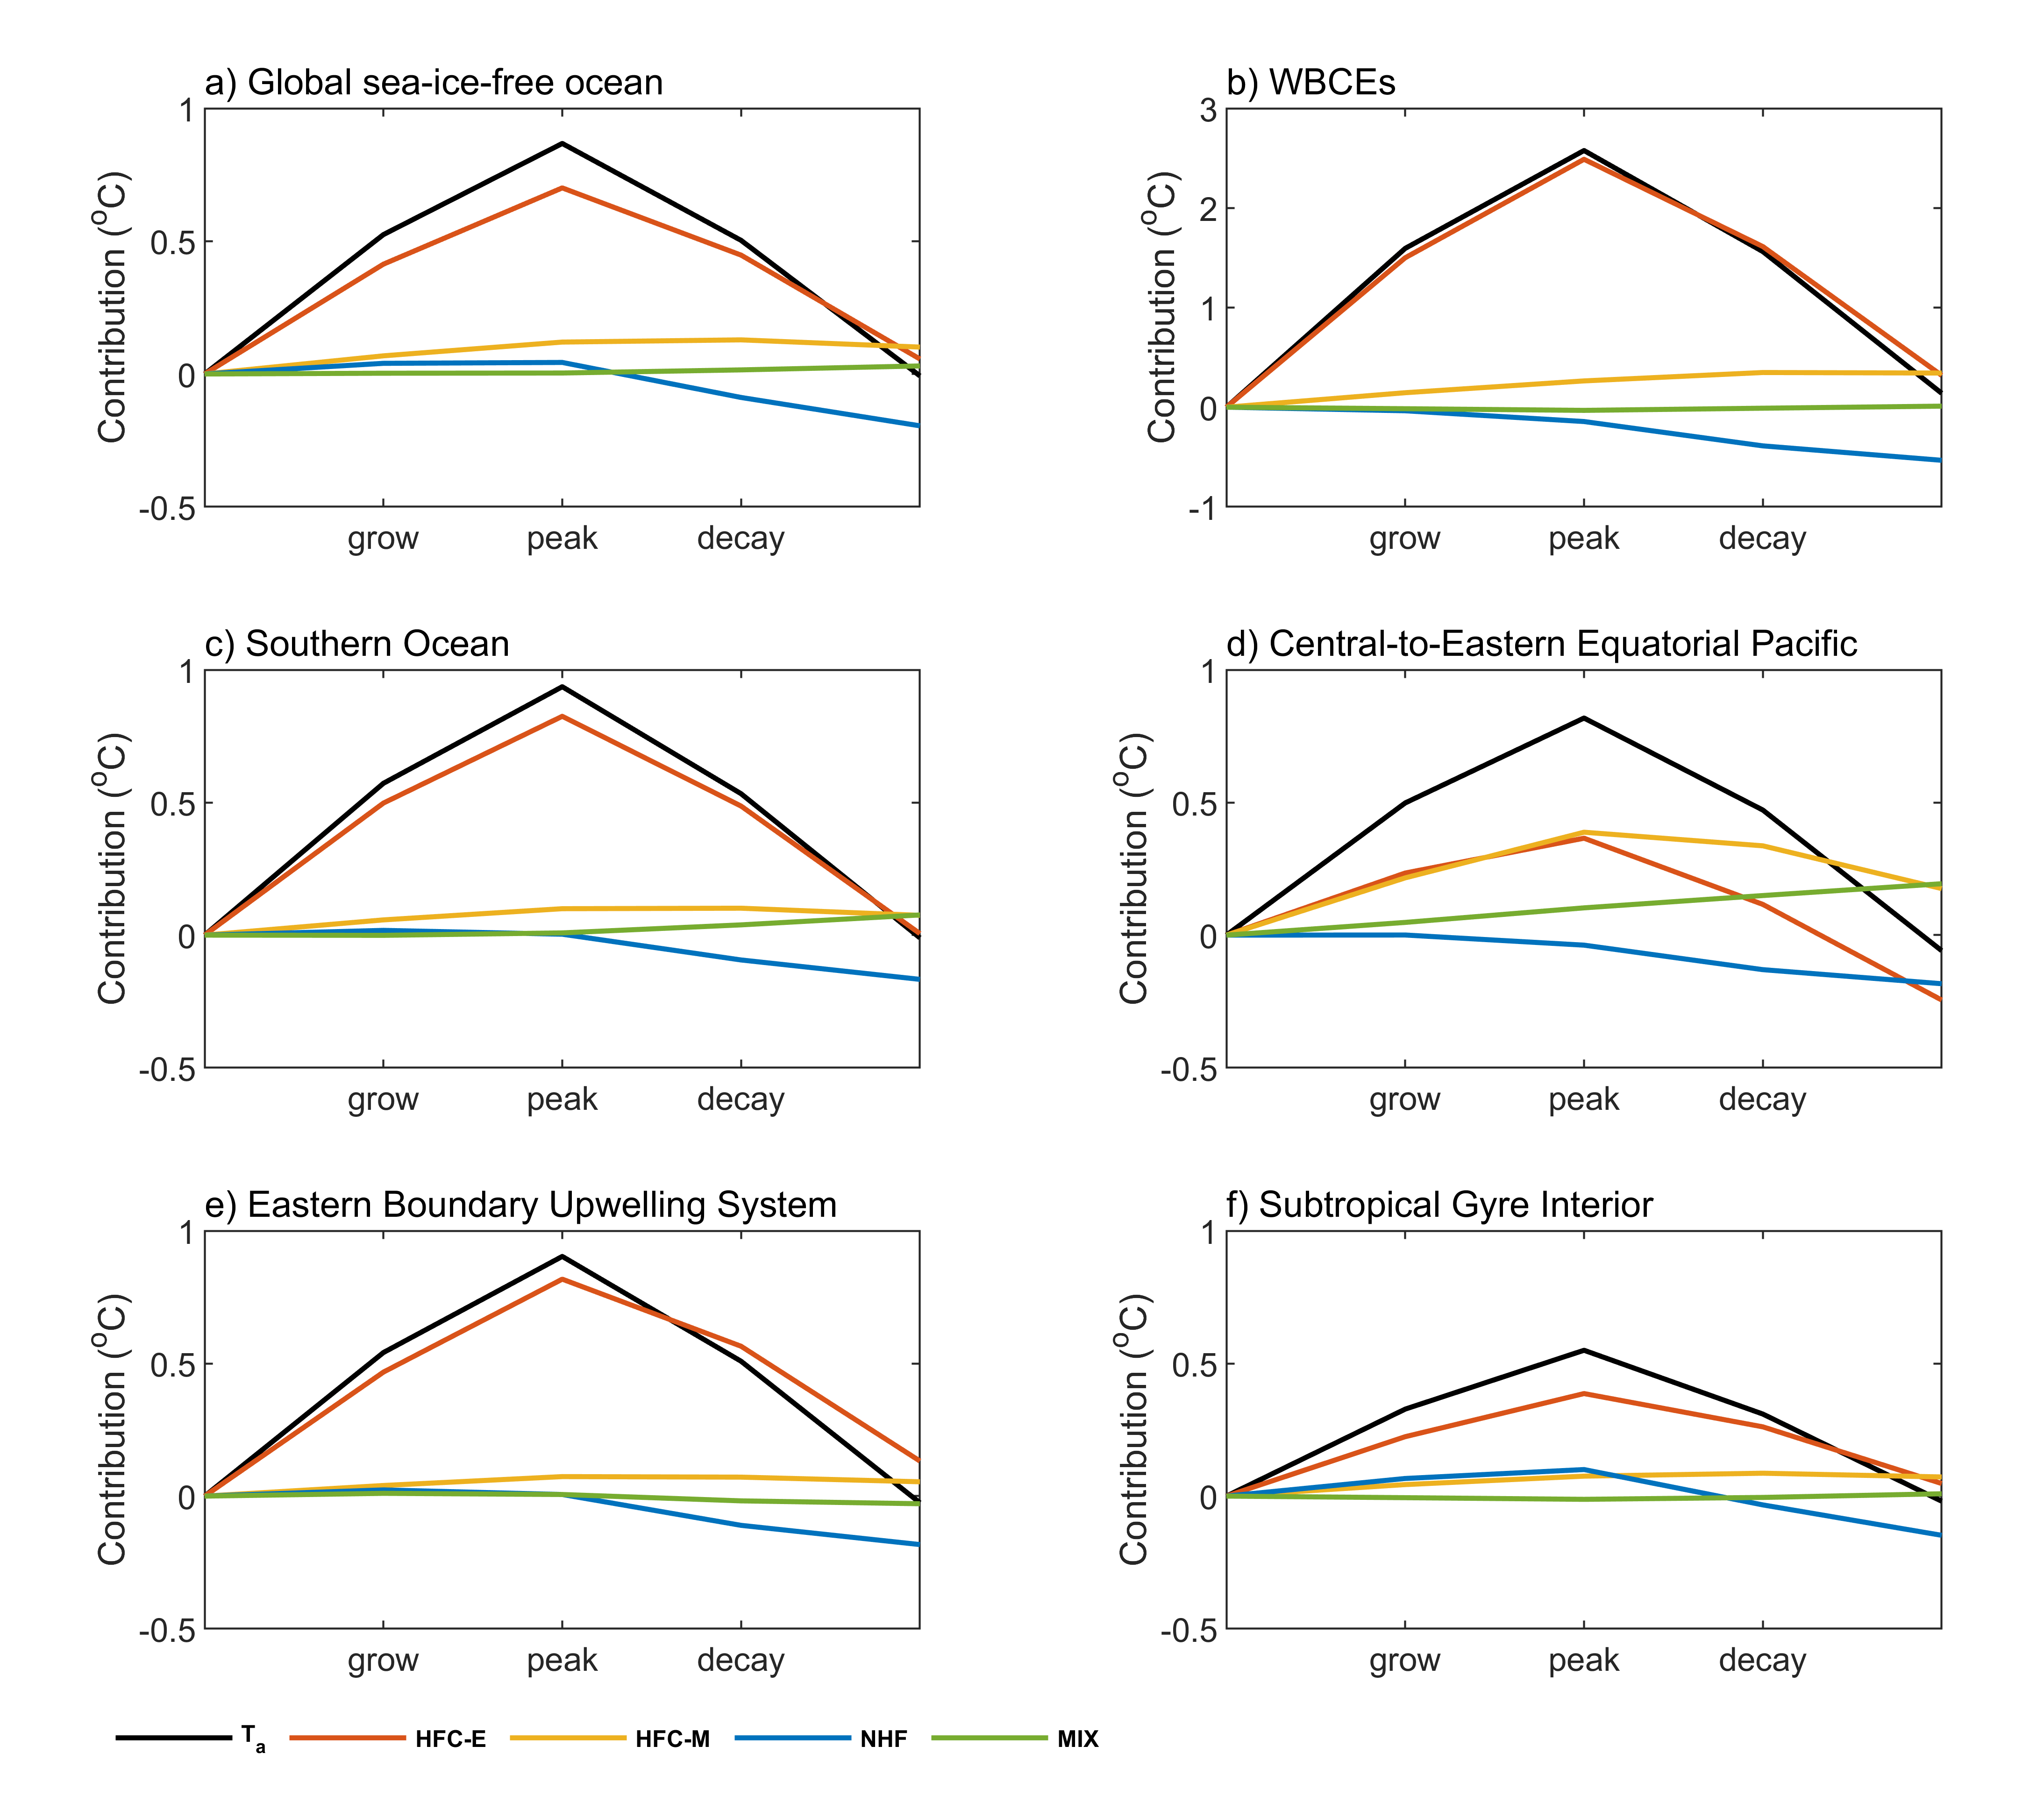 a) Global sea-ice-free ocean
Contribution (°C)
1
0.5
0
-0.5
grow peak decay
b) WBCEs
Contribution (°C)
3
2
1
0
-1
grow peak decay
c) Southern Ocean
Contribution (°C)
1
0.5
0
-0.5
grow peak decay
d) Central-to-Eastern Equatorial Pacific
Contribution (°C)
1
0.5
0
-0.5
grow peak decay
e) Eastern Boundary Upwelling System
Contribution (°C)
1
0.5
0
-0.5
grow peak decay
f) Subtropical Gyre Interior
Contribution (°C)
1
0.5
0
-0.5
grow peak decay
Ta HFC-E HFC-M NHF MIX